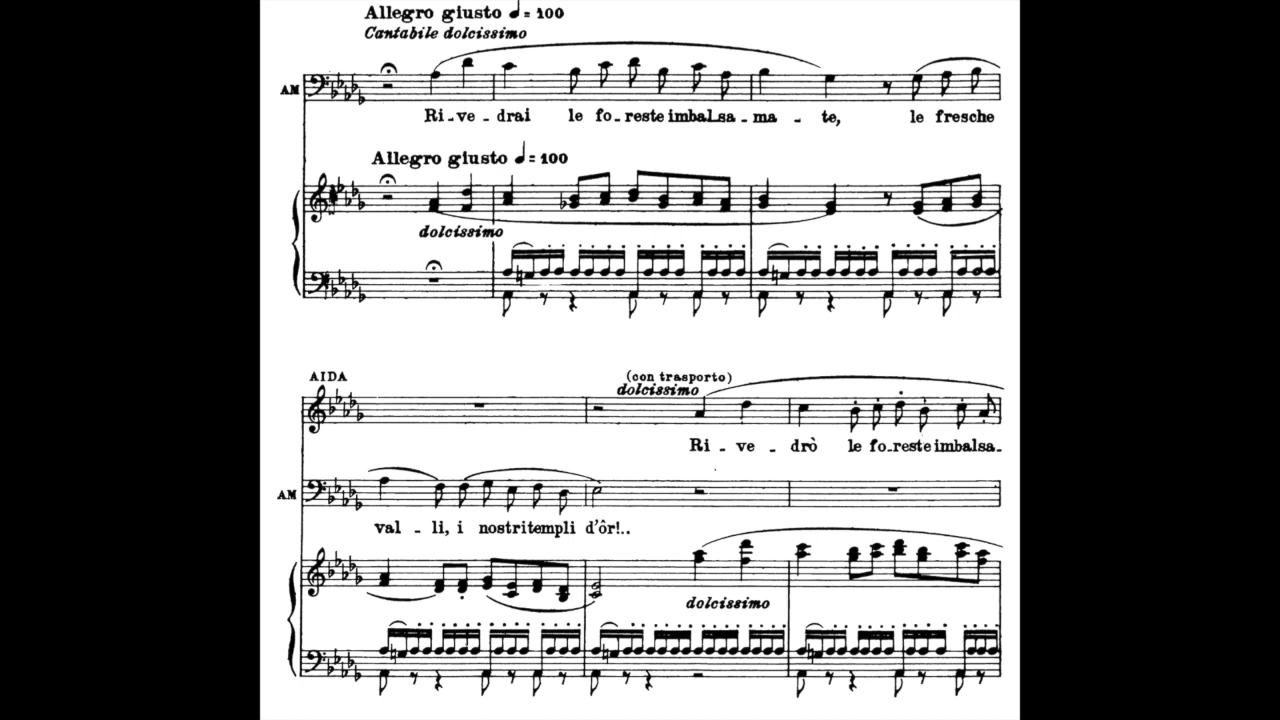 Allegro giusto ♩= 100
Cantabile dolcissimo
AM
Ri - ve - drai le fo - reste imbalsa - ma - te, le fresche
Allegro giusto ♩= 100
dolcissimo
AIDA
(con trasporto)
dolcissimo
Ri - ve - drò le fo - reste imbalsa -
AM
val - li, i nostri templi d'ôr!..
dolcissimo